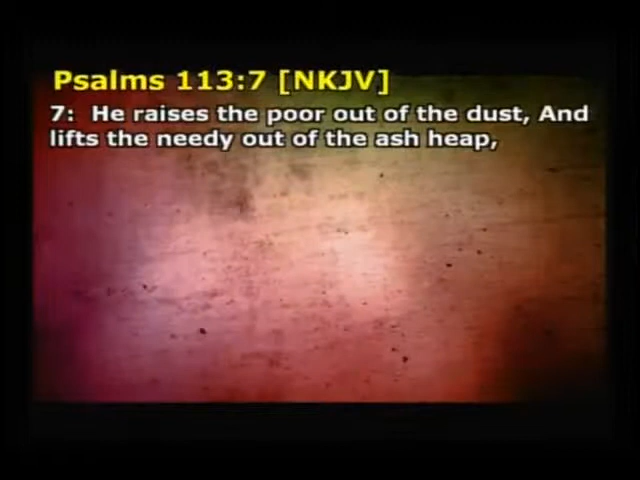 Psalms 113:7 [NKJV]
7:  He raises the poor out of the dust, And
lifts the needy out of the ash heap,